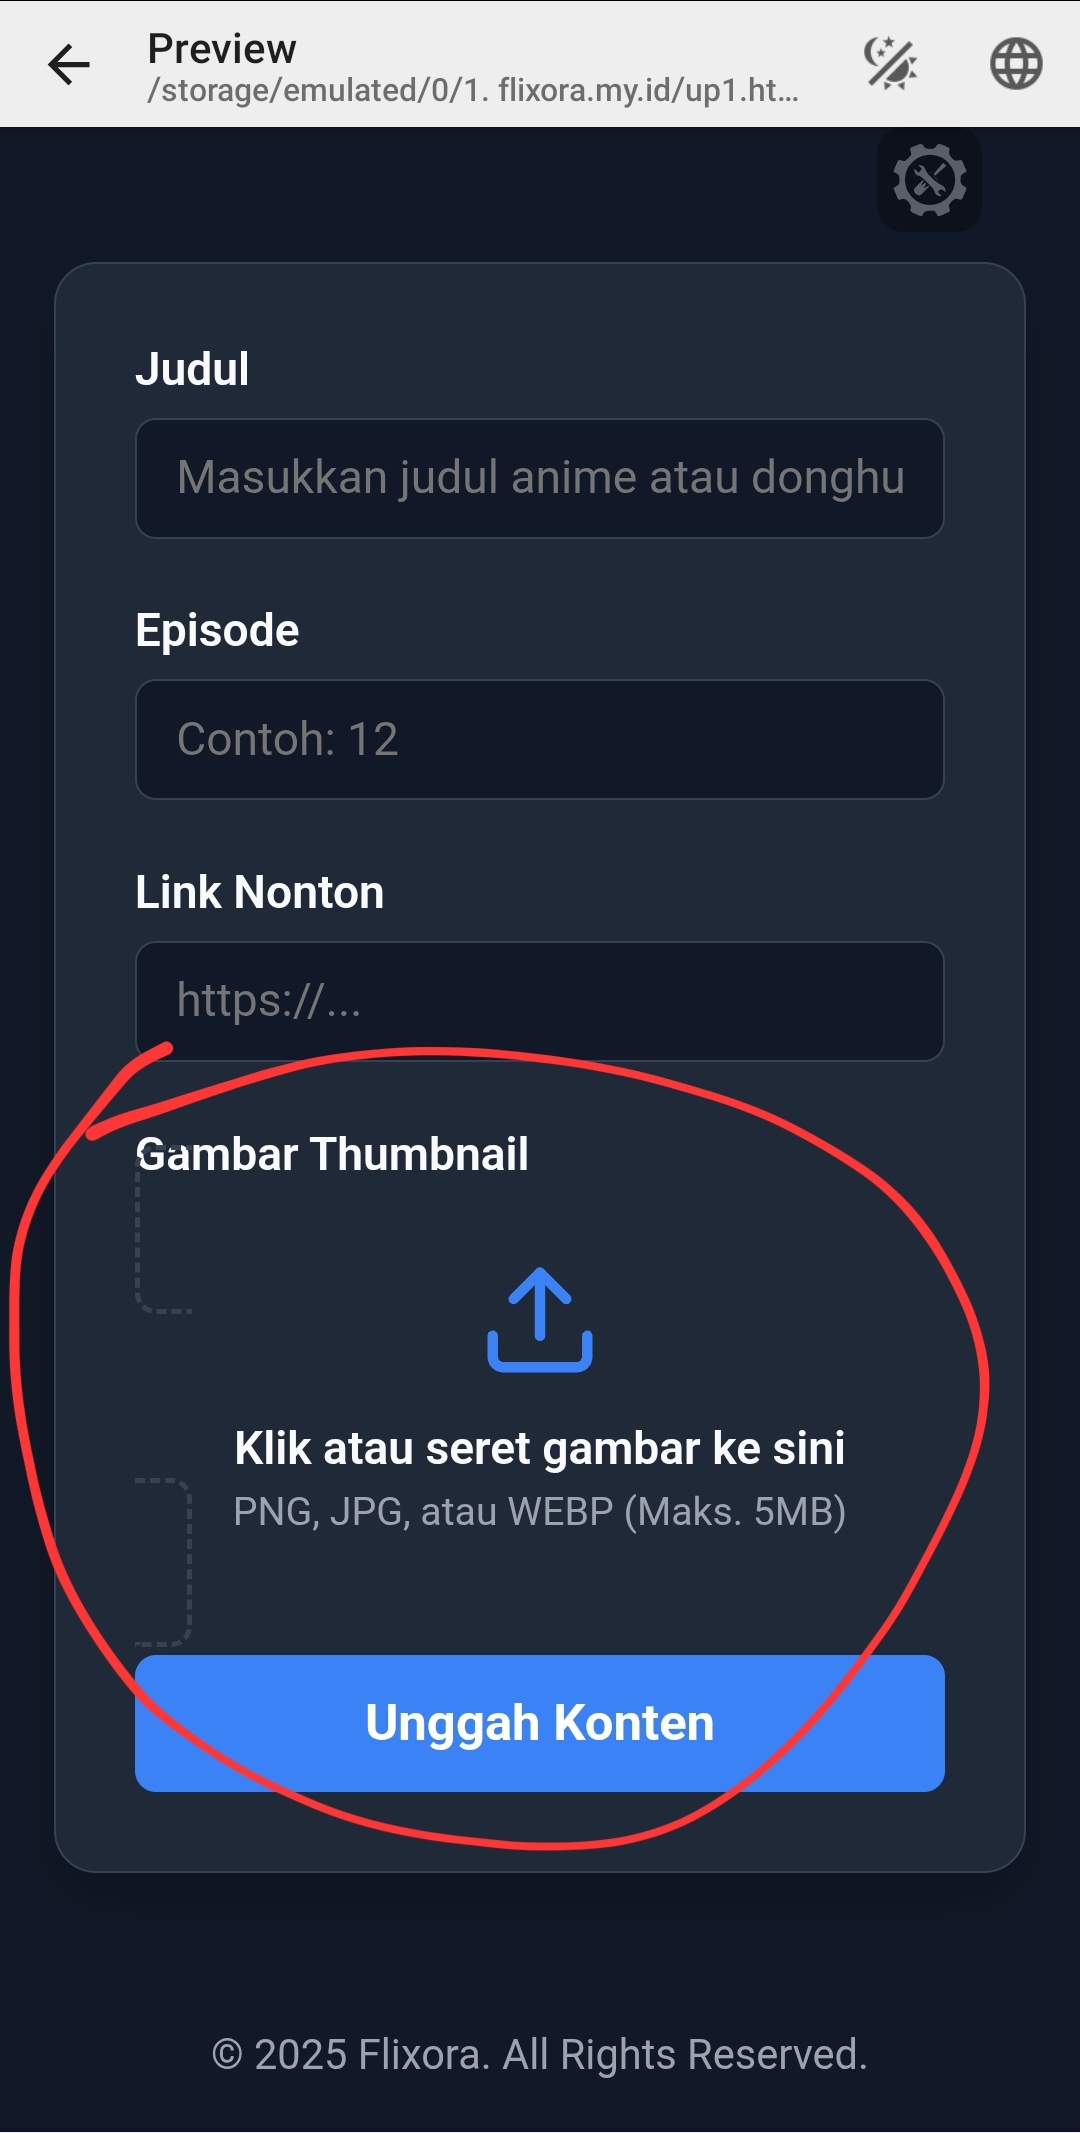 Preview
/storage/emulated/0/1. flixora.my.id/up1.ht...
Judul
Masukkan judul anime atau donghu
Episode
Contoh: 12
Link Nonton
https://...
Gambar Thumbnail
Klik atau seret gambar ke sini
PNG, JPG, atau WEBP (Maks. 5MB)
Unggah Konten
© 2025 Flixora. All Rights Reserved.